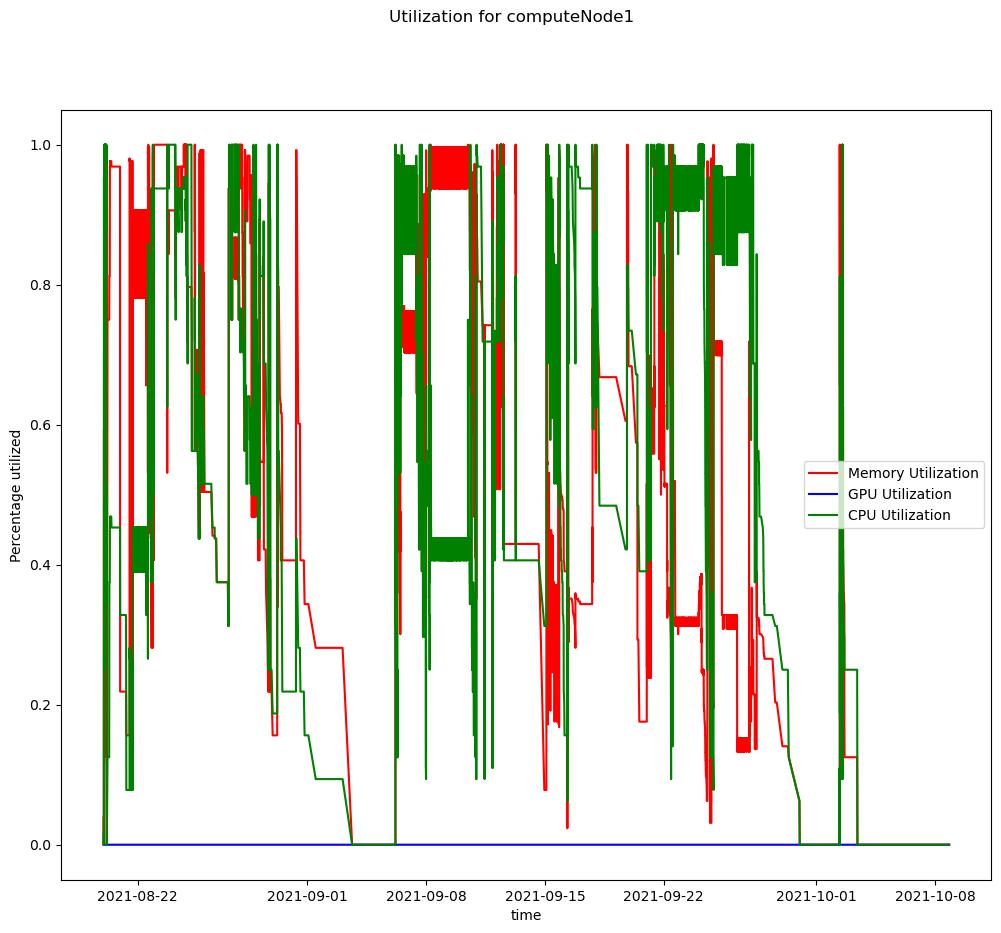 Utilization for computeNode1
1.0
0.8
0.6
0.4
0.2
0.0
Percentage utilized
Memory Utilization
GPU Utilization
CPU Utilization
2021-08-22
2021-09-01
2021-09-08
2021-09-15
2021-09-22
2021-10-01
2021-10-08
time